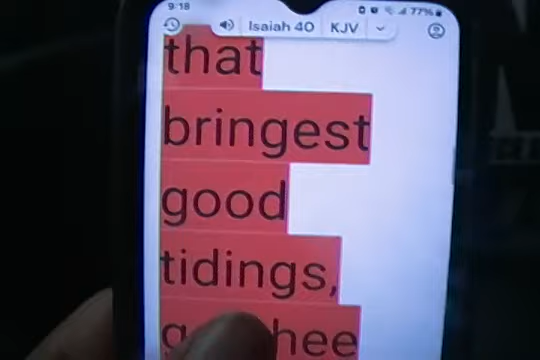 9:18 77%
Isaiah 40 KJV
that
bringest
good
tidings,